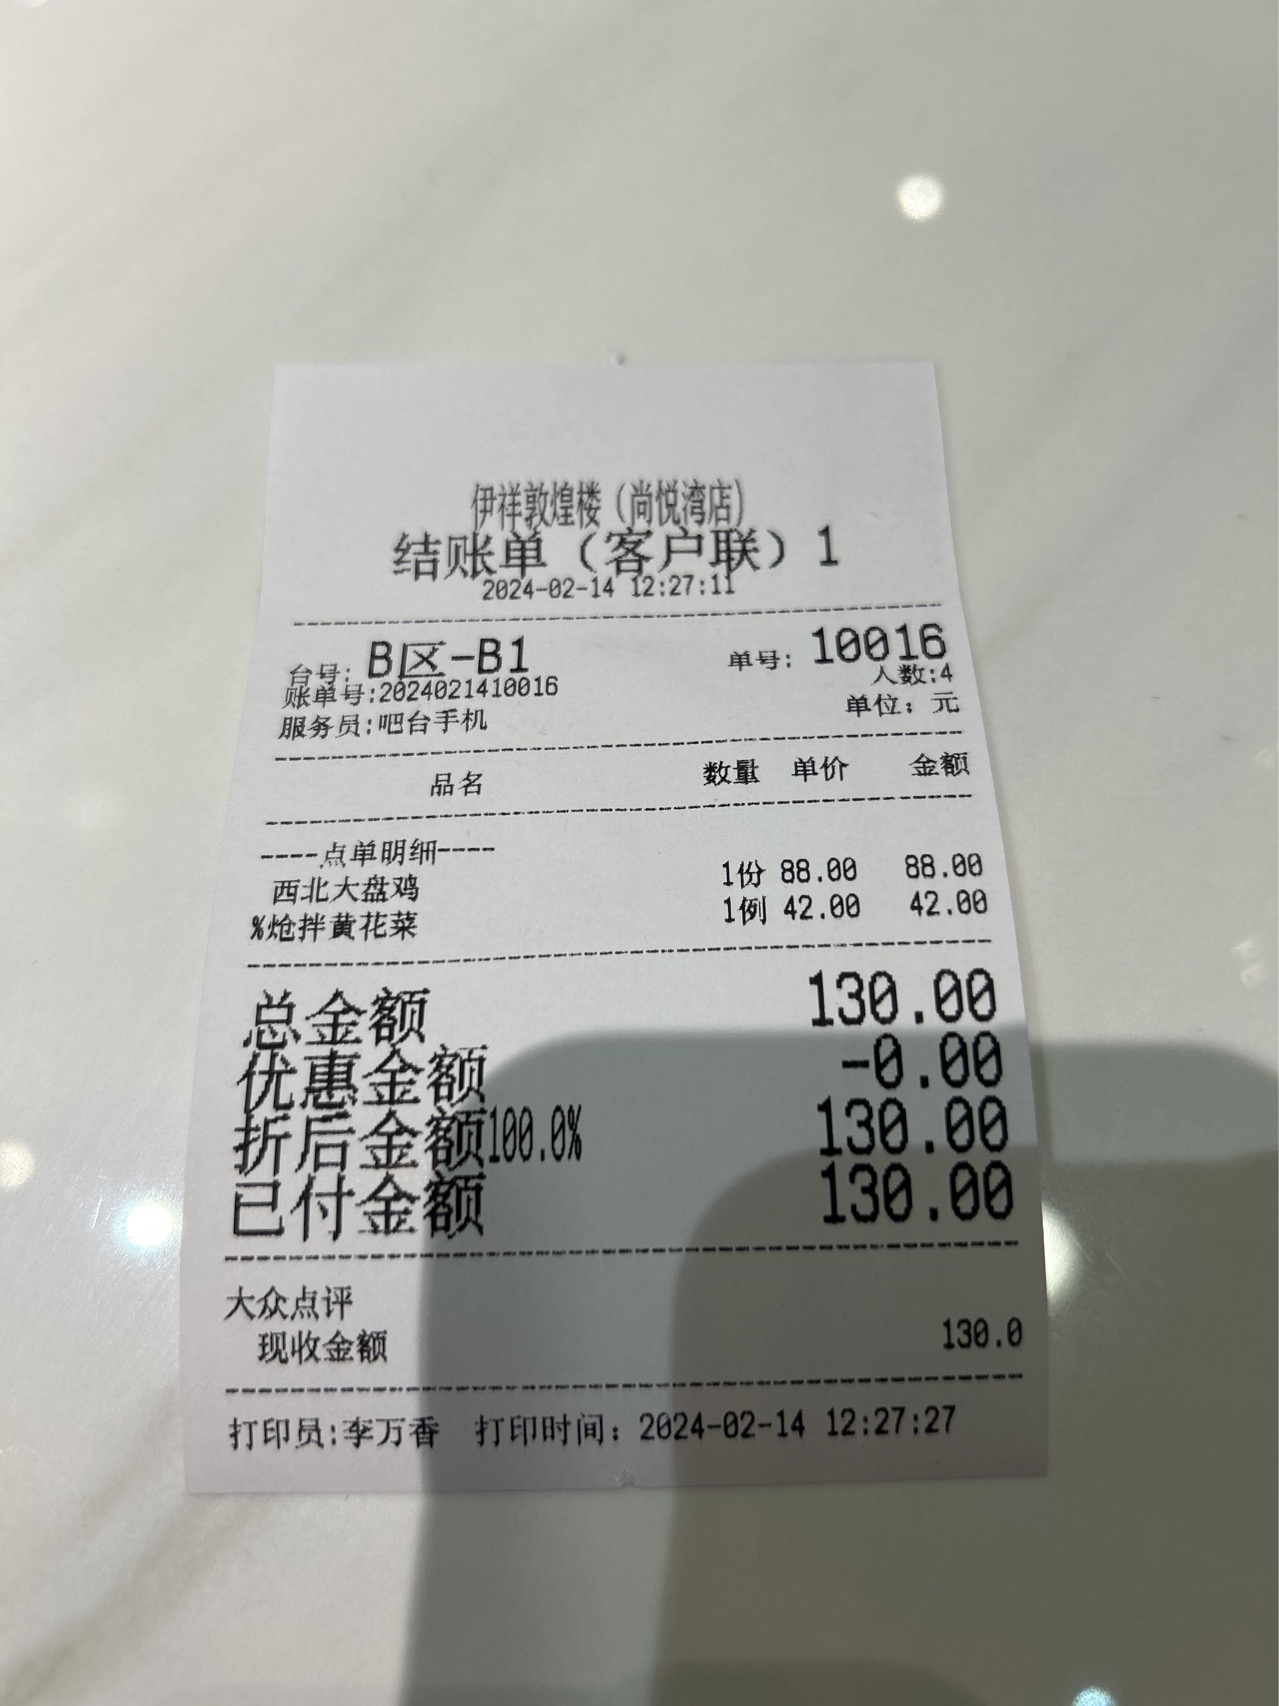 伊祥敦煌楼（尚悦湾店）
结账单（客户联）1
2024-02-14 12:27:11
台号: B区-B1 单号: 10016
账单号:2024021410016 人数:4
服务员:吧台手机 单位: 元
品名 数量 单价 金额
----点单明细----
西北大盘鸡 1份 88.00 88.00
%炝拌黄花菜 1例 42.00 42.00
总金额 130.00
优惠金额 -0.00
折后金额100.0% 130.00
已付金额 130.00
大众点评
现收金额 130.0
打印员:李万香 打印时间: 2024-02-14 12:27:27